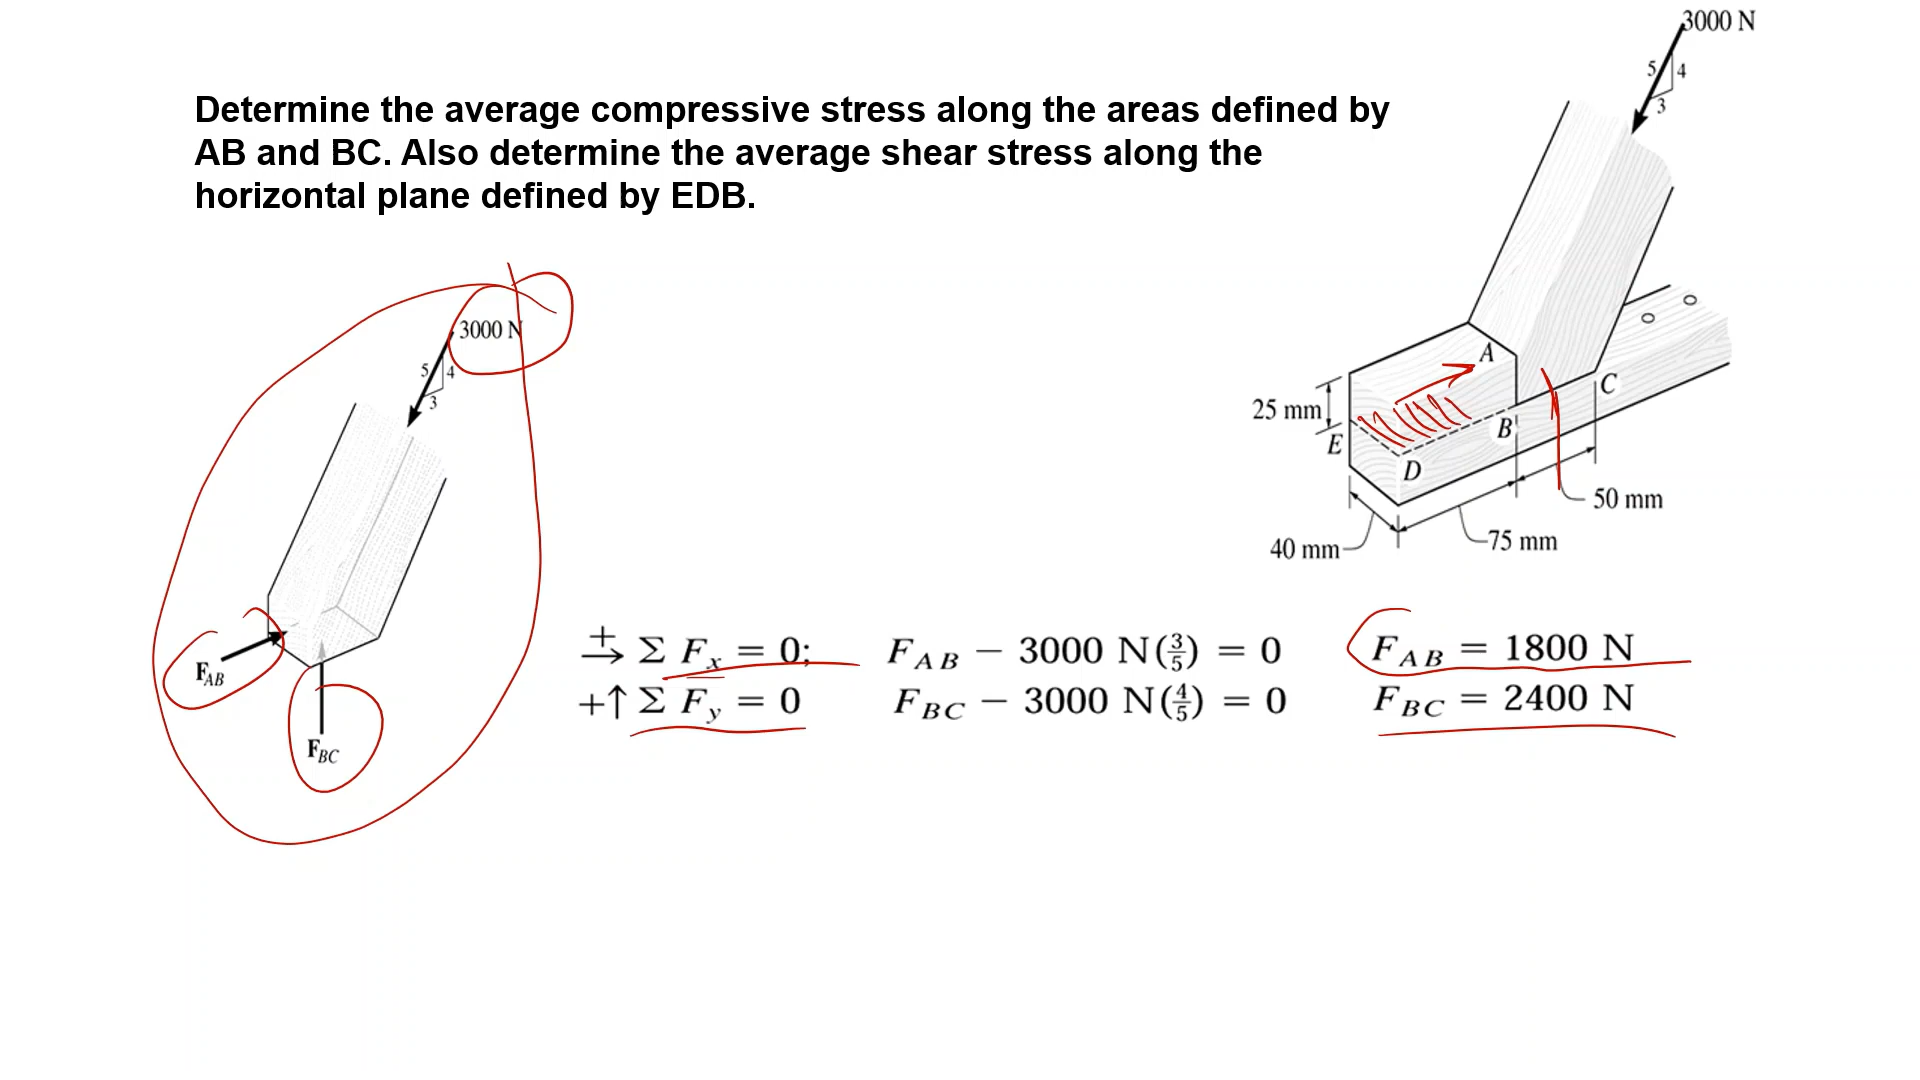 3000 N
5
4
3
Determine the average compressive stress along the areas defined by
AB and BC. Also determine the average shear stress along the
horizontal plane defined by EDB.
3000 N
5
4
3
A
C
25 mm
B
E
D
50 mm
40 mm
75 mm
F_AB
F_BC
→+ Σ F_x = 0; F_AB − 3000 N(3/5) = 0 F_AB = 1800 N
+↑ Σ F_y = 0 F_BC − 3000 N(4/5) = 0 F_BC = 2400 N